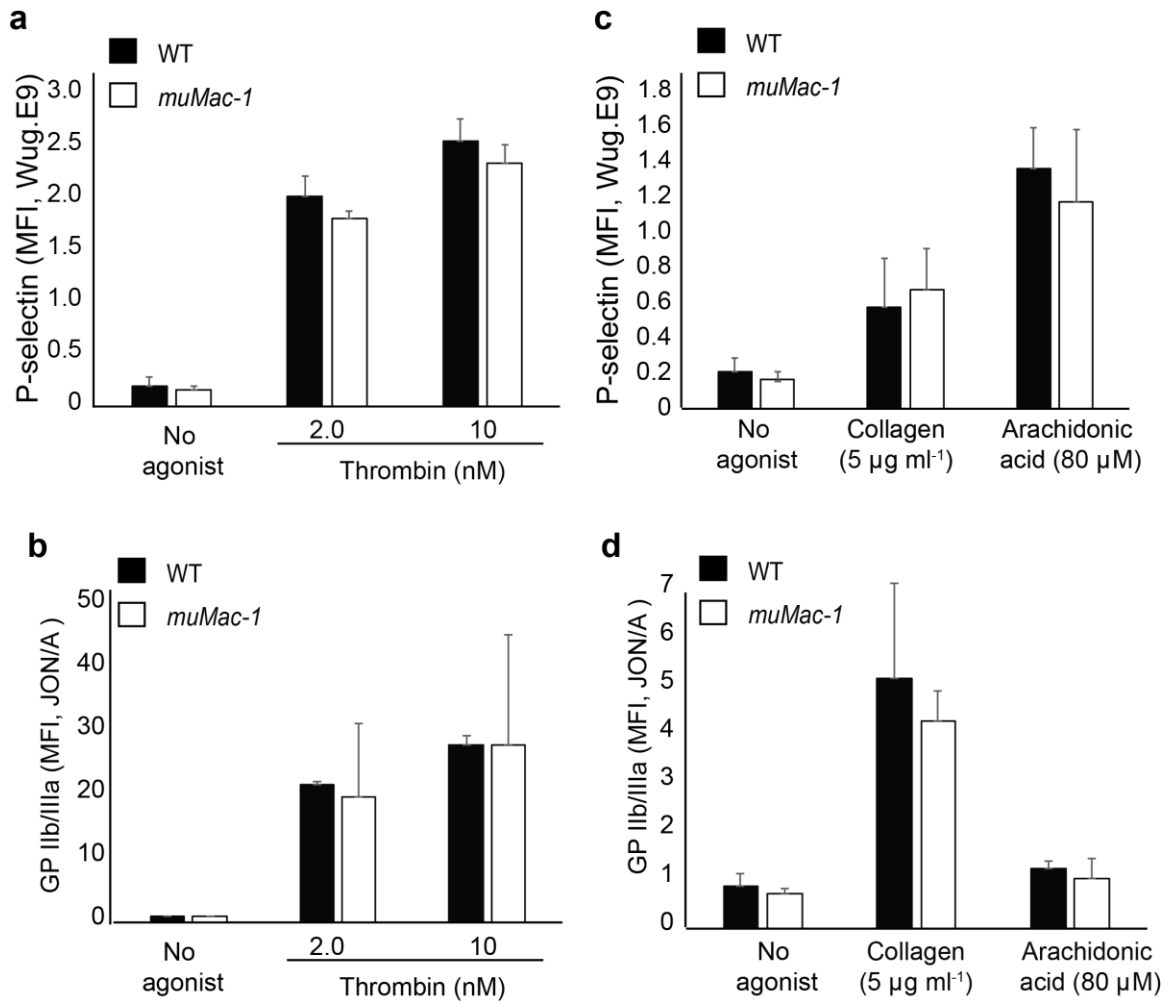 a
WT
muMac-1
P-selectin (MFI, Wug.E9)
3.0
2.5
2.0
1.5
1.0
0.5
0
No
agonist
2.0
10
Thrombin (nM)
c
WT
muMac-1
P-selectin (MFI, Wug.E9)
1.8
1.6
1.4
1.2
1.0
0.8
0.6
0.4
0.2
0
No
agonist
Collagen
(5 µg ml⁻¹)
Arachidonic
acid (80 µM)
b
WT
muMac-1
GP IIb/IIIa (MFI, JON/A)
50
40
30
20
10
0
No
agonist
2.0
10
Thrombin (nM)
d
WT
muMac-1
GP IIb/IIIa (MFI, JON/A )
7
6
5
4
3
2
1
0
No
agonist
Collagen
(5 µg ml⁻¹)
Arachidonic
acid (80 µM)